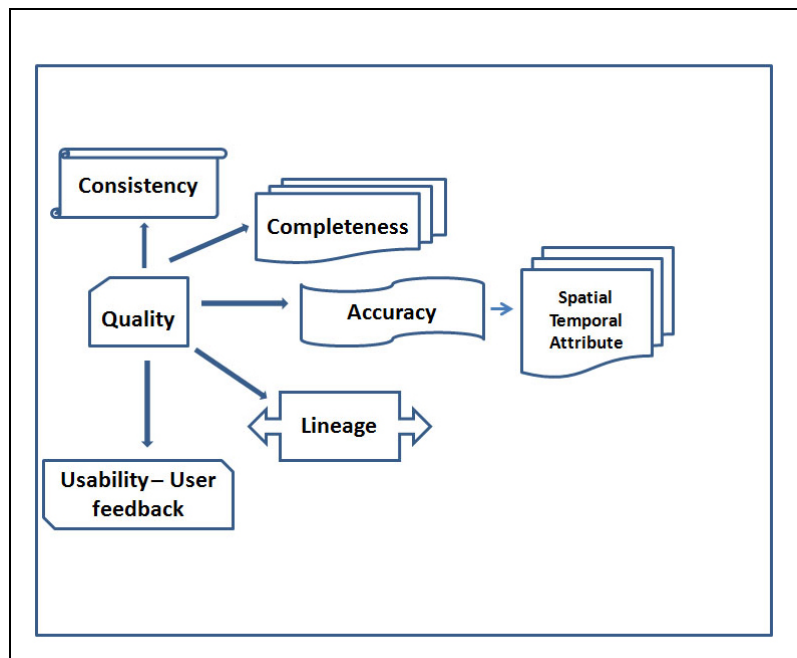 Consistency
Completeness
Quality
Accuracy
Spatial
Temporal
Attribute
Lineage
Usability – User
feedback